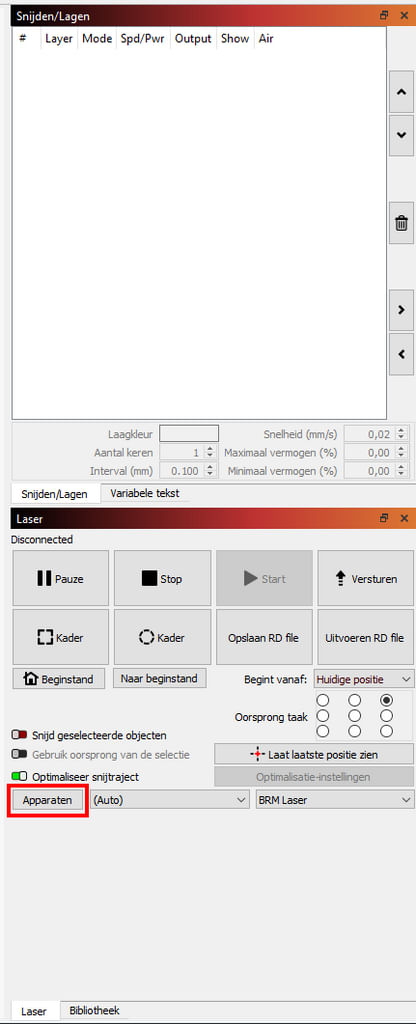 Snijden/Lagen
# Layer Mode Spd/Pwr Output Show Air
Laagkleur Snelheid (mm/s) 0,02
Aantal keren 1 Maximaal vermogen (%) 0,00
Interval (mm) 0.100 Minimaal vermogen (%) 0,00
Snijden/Lagen Variabele tekst
Laser
Disconnected
Pauze Stop Start Versturen
Kader Kader Opslaan RD file Uitvoeren RD file
Beginstand Naar beginstand Begint vanaf: Huidige positie
Oorsprong taak
Snijd geselecteerde objecten
Gebruik oorsprong van de selectie Laat laatste positie zien
Optimaliseer snijtraject Optimalisatie-instellingen
Apparaten (Auto) BRM Laser
Laser Bibliotheek